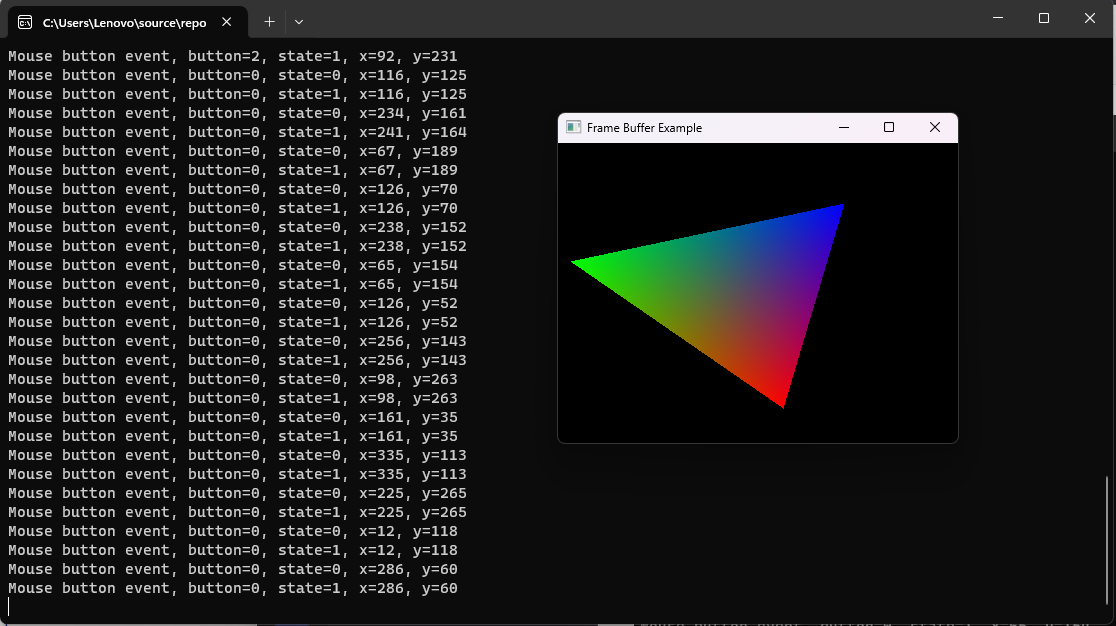 C:\Users\Lenovo\source\repo
Mouse button event, button=2, state=1, x=92, y=231
Mouse button event, button=0, state=0, x=116, y=125
Mouse button event, button=0, state=1, x=116, y=125
Mouse button event, button=0, state=0, x=234, y=161
Mouse button event, button=0, state=1, x=241, y=164
Mouse button event, button=0, state=0, x=67, y=189
Mouse button event, button=0, state=1, x=67, y=189
Mouse button event, button=0, state=0, x=126, y=70
Mouse button event, button=0, state=1, x=126, y=70
Mouse button event, button=0, state=0, x=238, y=152
Mouse button event, button=0, state=1, x=238, y=152
Mouse button event, button=0, state=0, x=65, y=154
Mouse button event, button=0, state=1, x=65, y=154
Mouse button event, button=0, state=0, x=126, y=52
Mouse button event, button=0, state=1, x=126, y=52
Mouse button event, button=0, state=0, x=256, y=143
Mouse button event, button=0, state=1, x=256, y=143
Mouse button event, button=0, state=0, x=98, y=263
Mouse button event, button=0, state=1, x=98, y=263
Mouse button event, button=0, state=0, x=161, y=35
Mouse button event, button=0, state=1, x=161, y=35
Mouse button event, button=0, state=0, x=335, y=113
Mouse button event, button=0, state=1, x=335, y=113
Mouse button event, button=0, state=0, x=225, y=265
Mouse button event, button=0, state=1, x=225, y=265
Mouse button event, button=0, state=0, x=12, y=118
Mouse button event, button=0, state=1, x=12, y=118
Mouse button event, button=0, state=0, x=286, y=60
Mouse button event, button=0, state=1, x=286, y=60
Frame Buffer Example